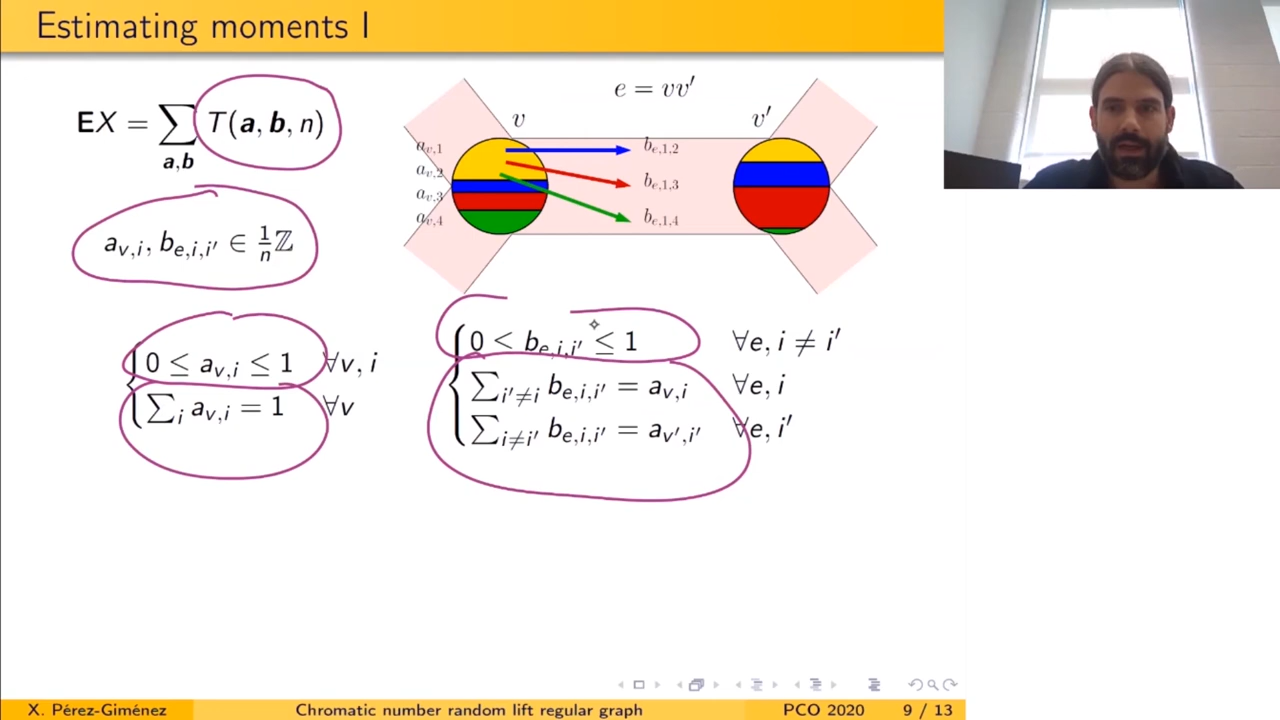 Estimating moments I
EX = ∑ T(a, b, n)
a,b
e = vv′
v
v′
a_{v,1}
a_{v,2}
a_{v,3}
a_{v,4}
b_{e,1,2}
b_{e,1,3}
b_{e,1,4}
a_{v,i}, b_{e,i,i′} ∈ 1/n ℤ
0 ≤ a_{v,i} ≤ 1 ∀v, i
∑_i a_{v,i} = 1 ∀v
0 ≤ b_{e,i,i′} ≤ 1 ∀e, i ≠ i′
∑_{i′≠i} b_{e,i,i′} = a_{v,i} ∀e, i
∑_{i≠i′} b_{e,i,i′} = a_{v′,i′} ∀e, i′
X. Pérez-Giménez
Chromatic number random lift regular graph
PCO 2020
9 / 13